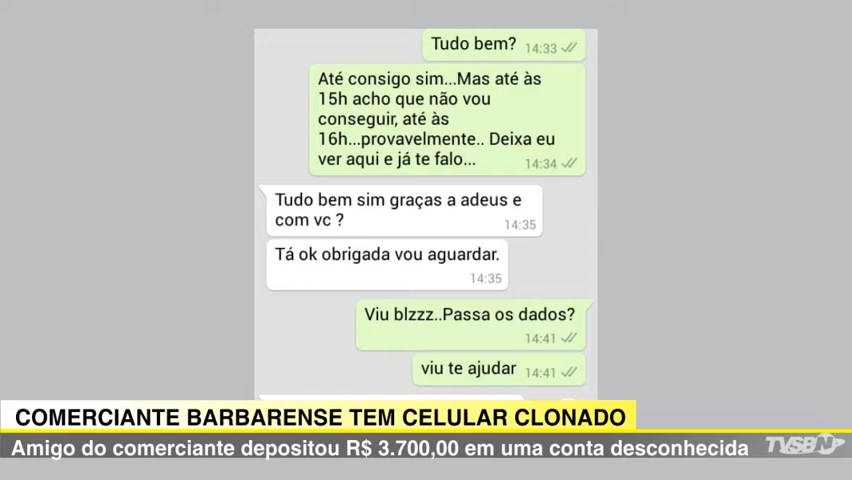 Tudo bem? 14:33
Até consigo sim...Mas até às
15h acho que não vou
conseguir, até às
16h...provavelmente.. Deixa eu
ver aqui e já te falo... 14:34
Tudo bem sim graças a adeus e
com vc ? 14:35
Tá ok obrigada vou aguardar.
14:35
Viu blzzz..Passa os dados?
14:41
viu te ajudar 14:41
COMERCIANTE BARBARENSE TEM CELULAR CLONADO
Amigo do comerciante depositou R$ 3.700,00 em uma conta desconhecida
TVSBN